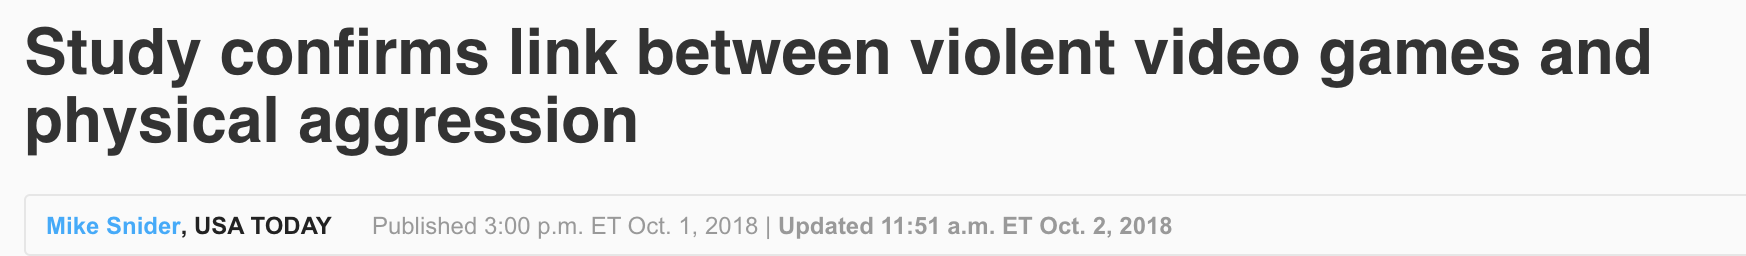 Study confirms link between violent video games and
physical aggression
Mike Snider, USA TODAY Published 3:00 p.m. ET Oct. 1, 2018 | Updated 11:51 a.m. ET Oct. 2, 2018